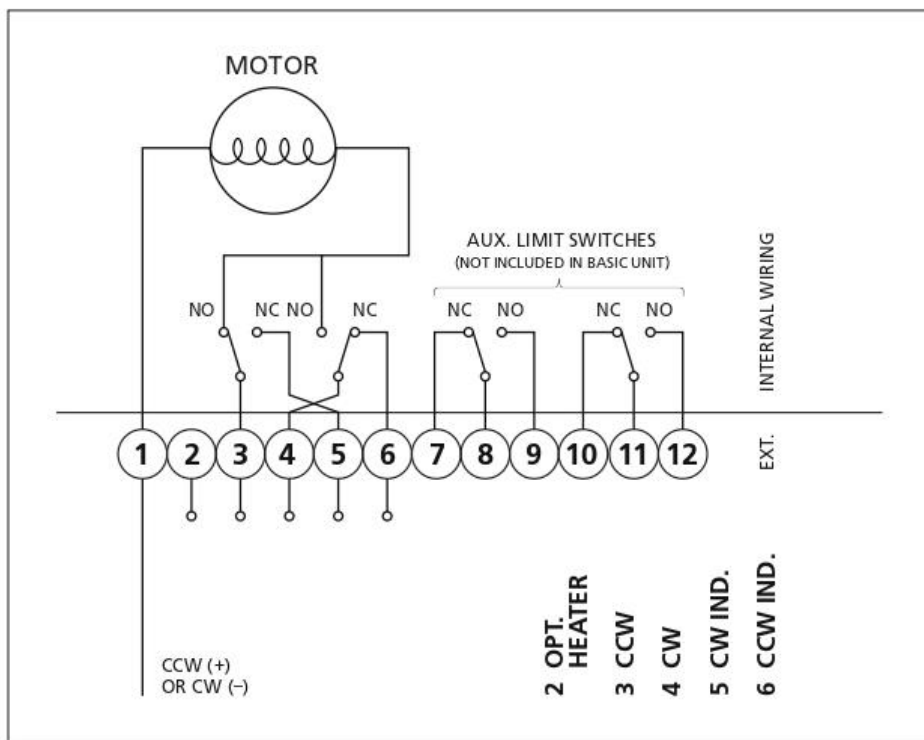 MOTOR
AUX. LIMIT SWITCHES
(NOT INCLUDED IN BASIC UNIT)
NO NC NO NC NC NO NC NO
INTERNAL WIRING
1 2 3 4 5 6 7 8 9 10 11 12
EXT.
CCW (+)
OR CW (–)
2 OPT.
HEATER
3 CCW
4 CW
5 CW IND.
6 CCW IND.